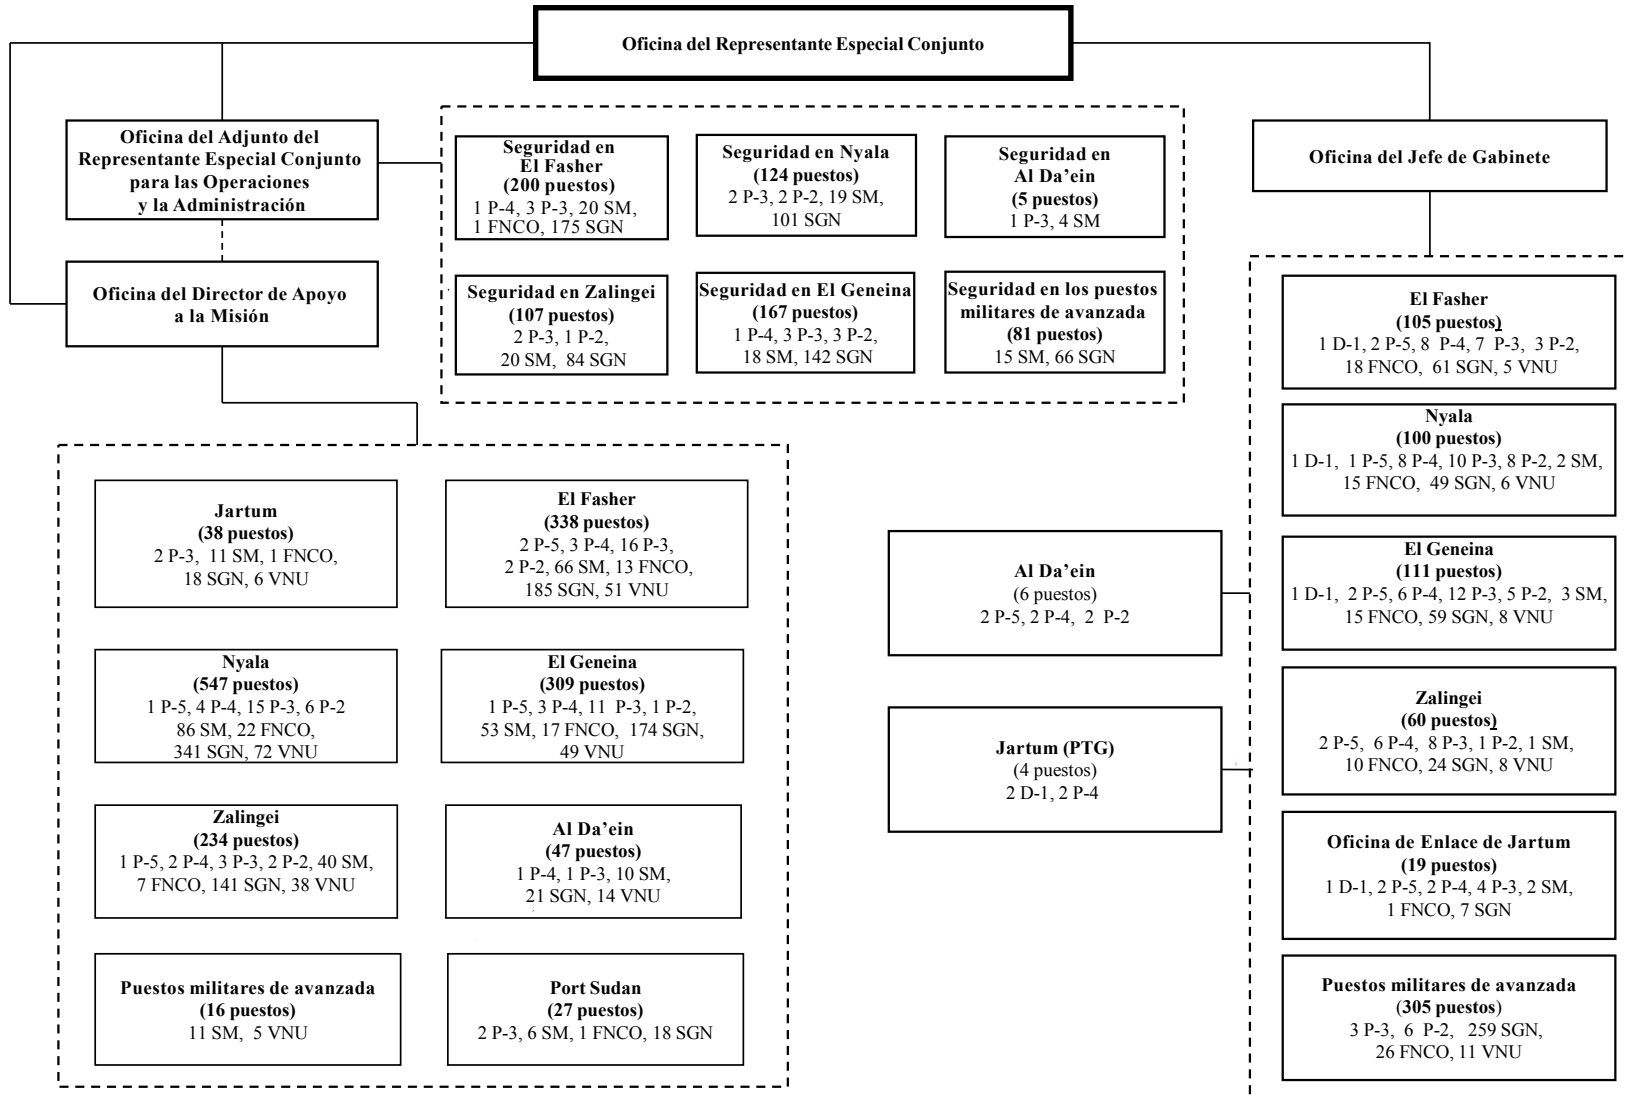 Oficina del Representante Especial Conjunto
Oficina del Adjunto del
Representante Especial Conjunto
para las Operaciones
y la Administración
Oficina del Director de Apoyo
a la Misión
Seguridad en
El Fasher
(200 puestos)
1 P-4, 3 P-3, 20 SM,
1 FNCO, 175 SGN
Seguridad en Nyala
(124 puestos)
2 P-3, 2 P-2, 19 SM,
101 SGN
Seguridad en
Al Da’ein
(5 puestos)
1 P-3, 4 SM
Seguridad en Zalingei
(107 puestos)
2 P-3, 1 P-2,
20 SM, 84 SGN
Seguridad en El Geneina
(167 puestos)
1 P-4, 3 P-3, 3 P-2,
18 SM, 142 SGN
Seguridad en los puestos
militares de avanzada
(81 puestos)
15 SM, 66 SGN
Oficina del Jefe de Gabinete
El Fasher
(105 puestos)
1 D-1, 2 P-5, 8 P-4, 7 P-3, 3 P-2,
18 FNCO, 61 SGN, 5 VNU
Nyala
(100 puestos)
1 D-1, 1 P-5, 8 P-4, 10 P-3, 8 P-2, 2 SM,
15 FNCO, 49 SGN, 6 VNU
El Geneina
(111 puestos)
1 D-1, 2 P-5, 6 P-4, 12 P-3, 5 P-2, 3 SM,
15 FNCO, 59 SGN, 8 VNU
Zalingei
(60 puestos)
2 P-5, 6 P-4, 8 P-3, 1 P-2, 1 SM,
10 FNCO, 24 SGN, 8 VNU
Oficina de Enlace de Jartum
(19 puestos)
1 D-1, 2 P-5, 2 P-4, 4 P-3, 2 SM,
1 FNCO, 7 SGN
Puestos militares de avanzada
(305 puestos)
3 P-3, 6 P-2, 259 SGN,
26 FNCO, 11 VNU
Al Da’ein
(6 puestos)
2 P-5, 2 P-4, 2 P-2
Jartum (PTG)
(4 puestos)
2 D-1, 2 P-4
Jartum
(38 puestos)
2 P-3, 11 SM, 1 FNCO,
18 SGN, 6 VNU
El Fasher
(338 puestos)
2 P-5, 3 P-4, 16 P-3,
2 P-2, 66 SM, 13 FNCO,
185 SGN, 51 VNU
Nyala
(547 puestos)
1 P-5, 4 P-4, 15 P-3, 6 P-2
86 SM, 22 FNCO,
341 SGN, 72 VNU
El Geneina
(309 puestos)
1 P-5, 3 P-4, 11 P-3, 1 P-2,
53 SM, 17 FNCO, 174 SGN,
49 VNU
Zalingei
(234 puestos)
1 P-5, 2 P-4, 3 P-3, 2 P-2, 40 SM,
7 FNCO, 141 SGN, 38 VNU
Al Da’ein
(47 puestos)
1 P-4, 1 P-3, 10 SM,
21 SGN, 14 VNU
Puestos militares de avanzada
(16 puestos)
11 SM, 5 VNU
Port Sudan
(27 puestos)
2 P-3, 6 SM, 1 FNCO, 18 SGN